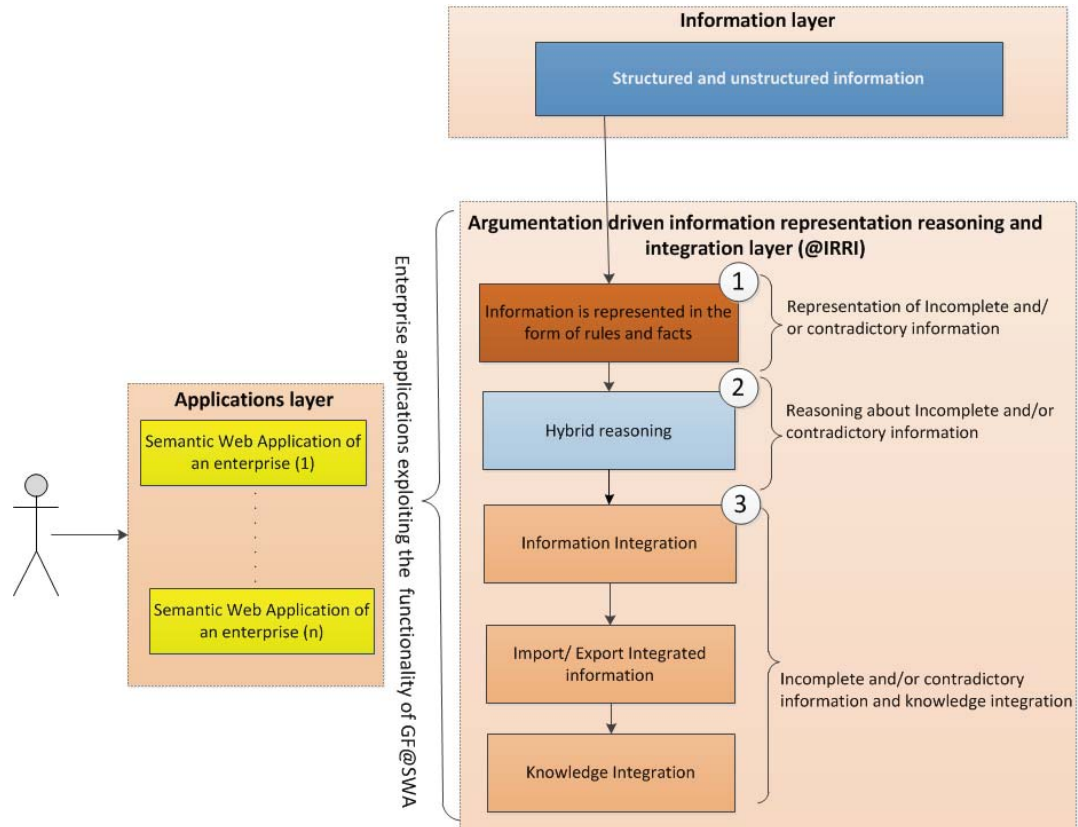 Information layer
Structured and unstructured information
Argumentation driven information representation reasoning and
integration layer (@IRRI)
1
Information is represented in the
form of rules and facts
Representation of Incomplete and/
or contradictory information
2
Hybrid reasoning
Reasoning about Incomplete and/or
contradictory information
3
Information Integration
Import/ Export Integrated
information
Knowledge Integration
Incomplete and/or contradictory
information and knowledge integration
Enterprise applications exploiting the functionality of GF@SWA
Applications layer
Semantic Web Application of
an enterprise (1)
Semantic Web Application of
an enterprise (n)